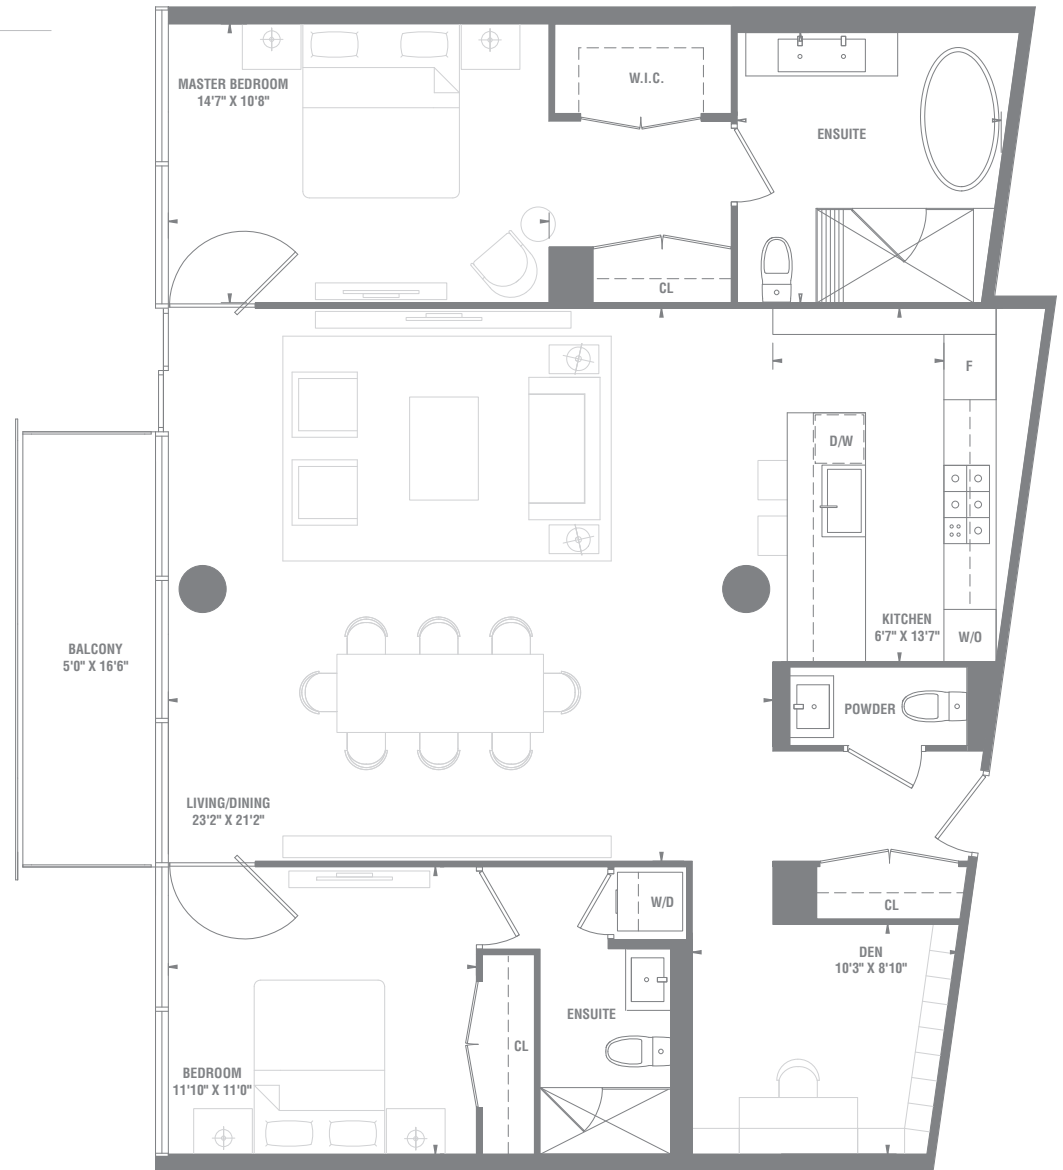 MASTER BEDROOM
14'7" X 10'8"
W.I.C.
ENSUITE
CL
F
D/W
KITCHEN
6'7" X 13'7"
W/O
BALCONY
5'0" X 16'6"
POWDER
LIVING/DINING
23'2" X 21'2"
W/D
CL
DEN
10'3" X 8'10"
ENSUITE
CL
BEDROOM
11'10" X 11'0"